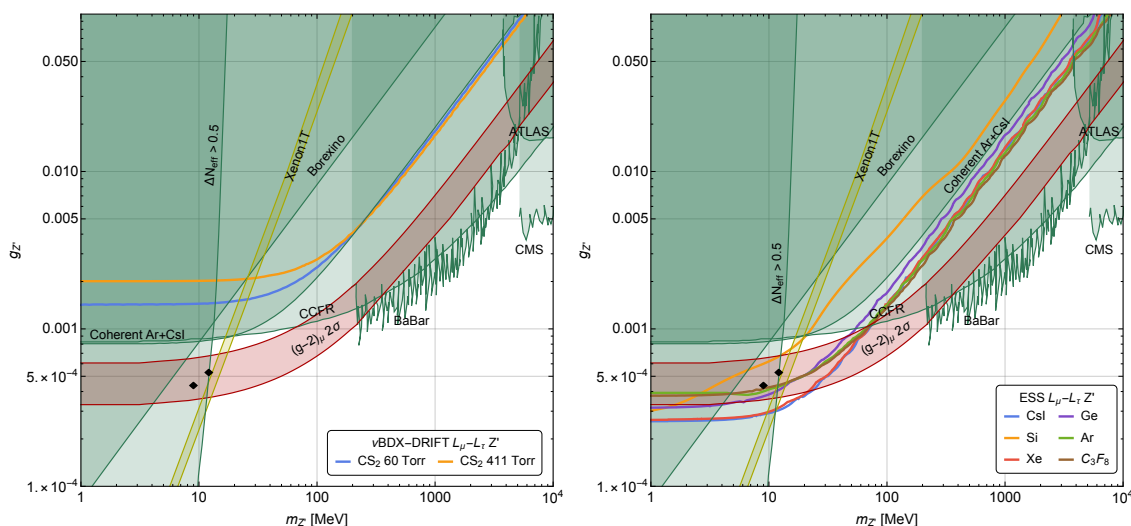 0.050
0.010
0.005
0.001
5.×10⁻⁴
1.×10⁻⁴
g_Z'
1
10
100
1000
10⁴
m_Z' [MeV]
ΔN_eff > 0.5
Xenon1T
Borexino
ATLAS
CMS
BaBar
CCFR
(g-2)_μ 2σ
Coherent Ar+CsI
νBDX-DRIFT L_μ-L_τ Z'
CS₂ 60 Torr
CS₂ 411 Torr
0.050
0.010
0.005
0.001
5.×10⁻⁴
1.×10⁻⁴
g_Z'
1
10
100
1000
10⁴
m_Z' [MeV]
Xenon1T
Borexino
Coherent Ar+CsI
ATLAS
CMS
ΔN_eff > 0.5
BaBar
CCFR
(g-2)_μ 2σ
ESS L_μ-L_τ Z'
CsI
Ge
Si
Ar
Xe
C₃F₈